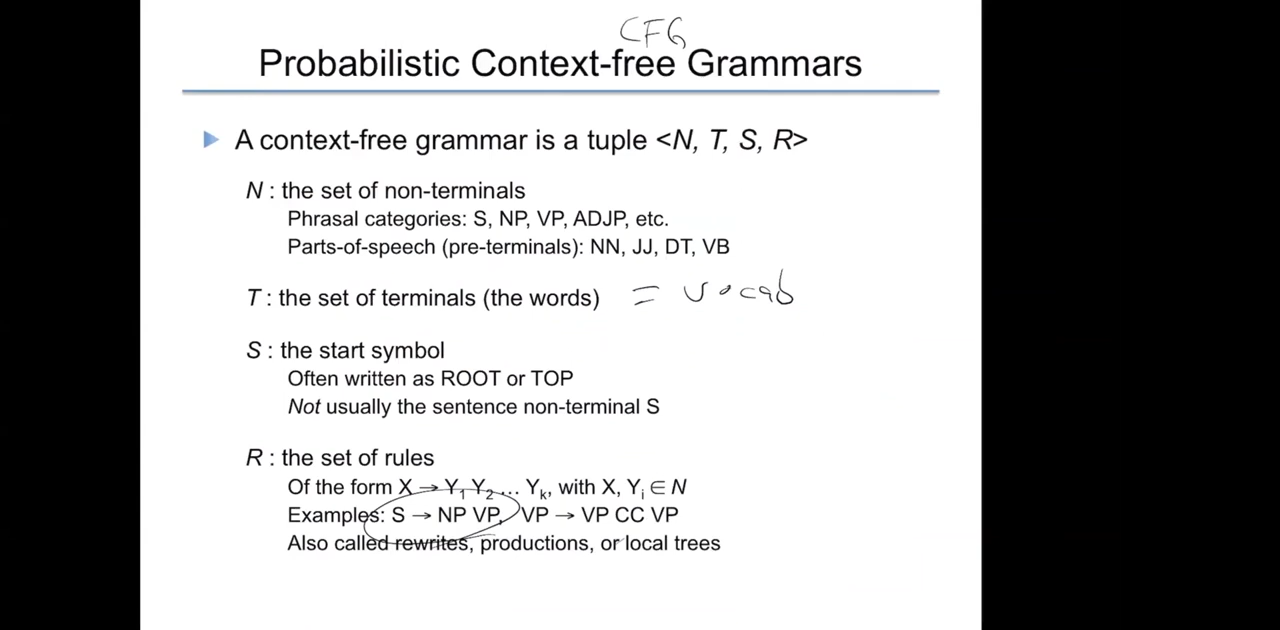 CFG
Probabilistic Context-free Grammars
A context-free grammar is a tuple <N, T, S, R>
N : the set of non-terminals
Phrasal categories: S, NP, VP, ADJP, etc.
Parts-of-speech (pre-terminals): NN, JJ, DT, VB
T : the set of terminals (the words) = vocab
S : the start symbol
Often written as ROOT or TOP
Not usually the sentence non-terminal S
R : the set of rules
Of the form X → Y₁ Y₂ … Yₖ, with X, Yᵢ ∈ N
Examples: S → NP VP, VP → VP CC VP
Also called rewrites, productions, or local trees